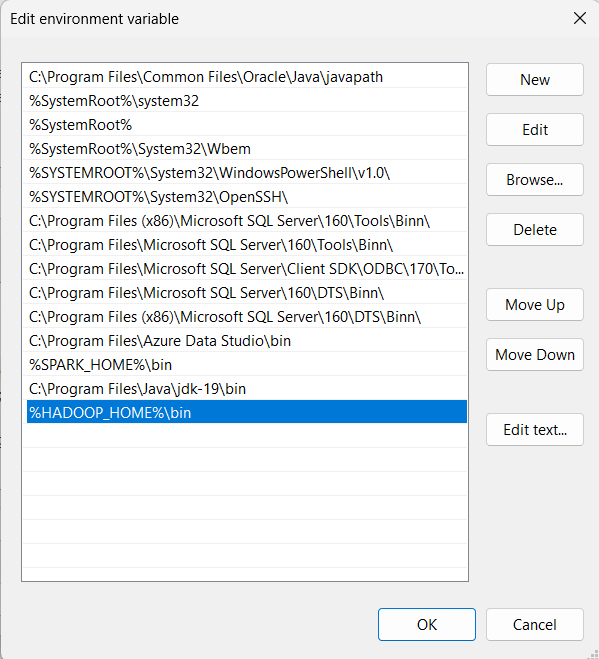 Edit environment variable
C:\Program Files\Common Files\Oracle\Java\javapath
%SystemRoot%\system32
%SystemRoot%
%SystemRoot%\System32\Wbem
%SYSTEMROOT%\System32\WindowsPowerShell\v1.0\
%SYSTEMROOT%\System32\OpenSSH\
C:\Program Files (x86)\Microsoft SQL Server\160\Tools\Binn\
C:\Program Files\Microsoft SQL Server\160\Tools\Binn\
C:\Program Files\Microsoft SQL Server\Client SDK\ODBC\170\To...
C:\Program Files\Microsoft SQL Server\160\DTS\Binn\
C:\Program Files (x86)\Microsoft SQL Server\160\DTS\Binn\
C:\Program Files\Azure Data Studio\bin
%SPARK_HOME%\bin
C:\Program Files\Java\jdk-19\bin
%HADOOP_HOME%\bin
New
Edit
Browse...
Delete
Move Up
Move Down
Edit text...
OK
Cancel